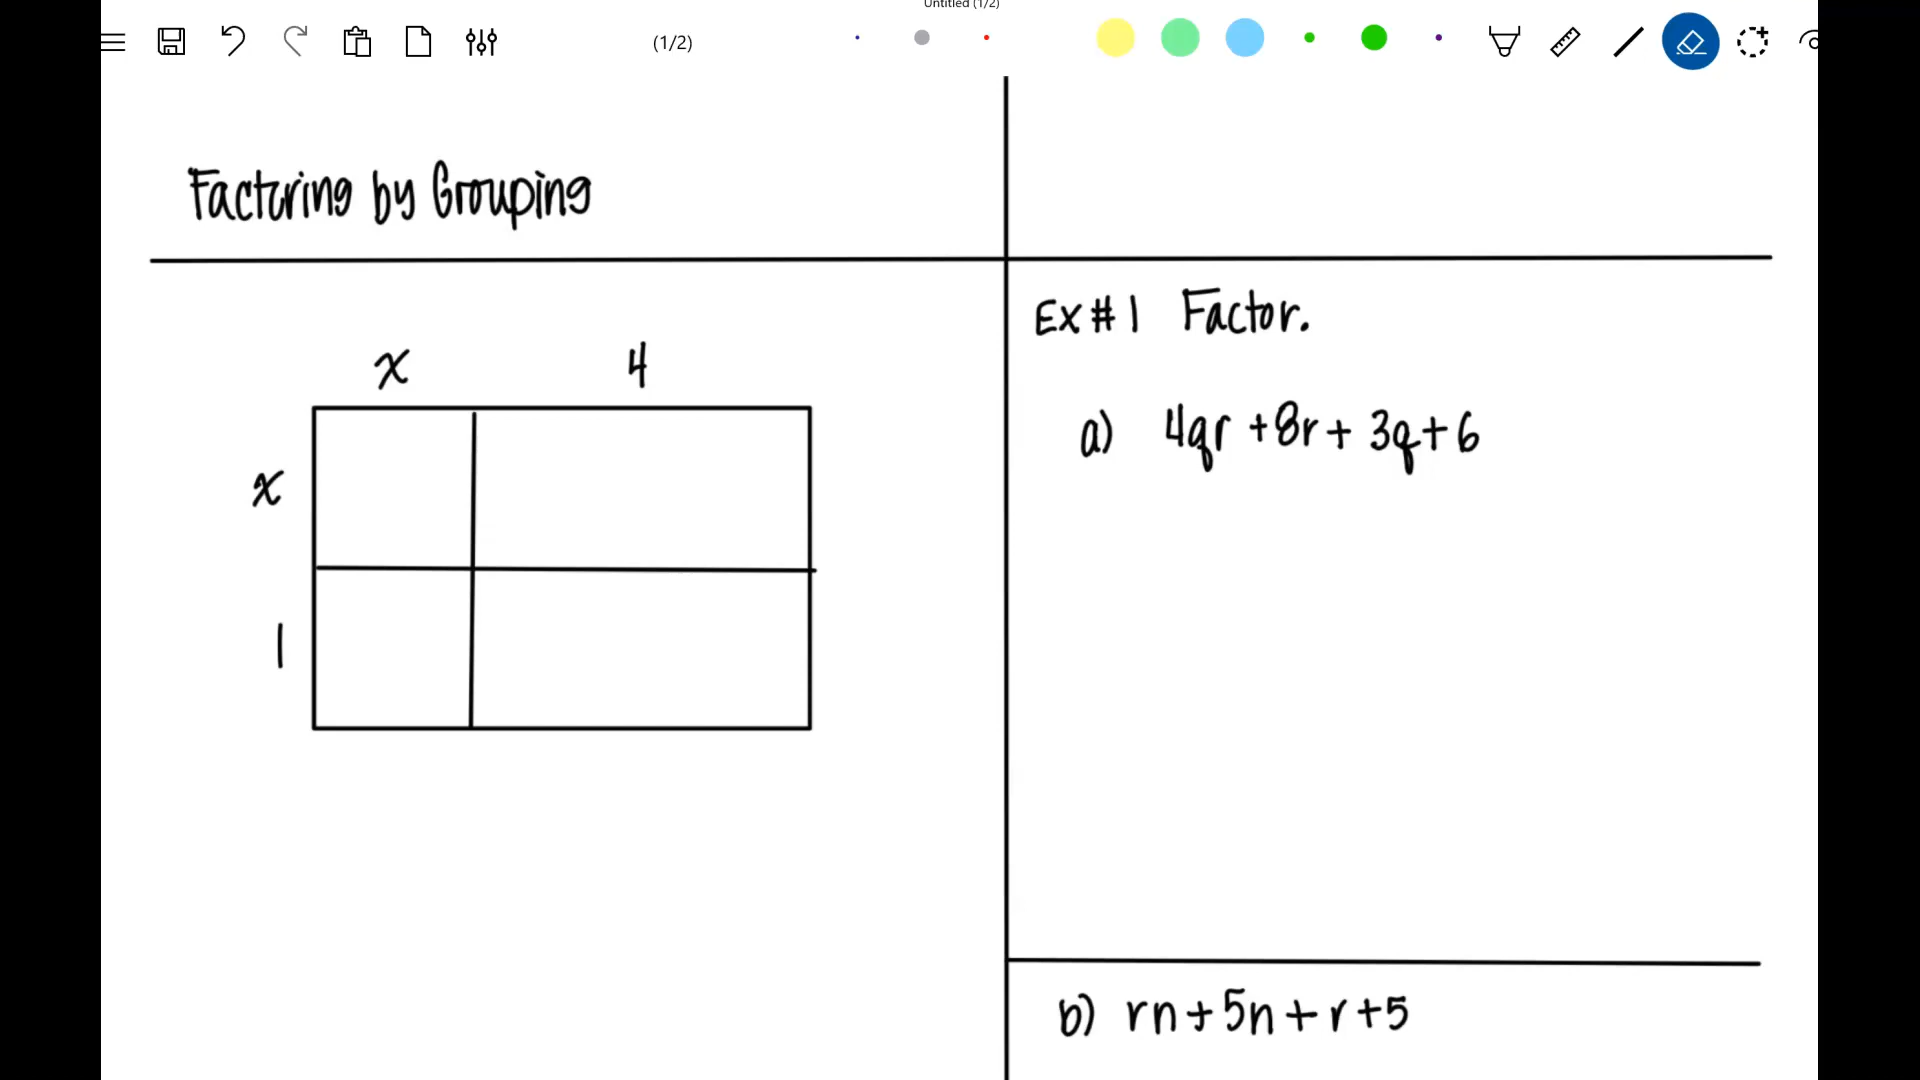 Untitled (1/2)
(1/2)
Factoring by Grouping
x 4
x
1
Ex # 1 Factor.
a) 4qr + 8r + 3q + 6
b) rn + 5n + r + 5